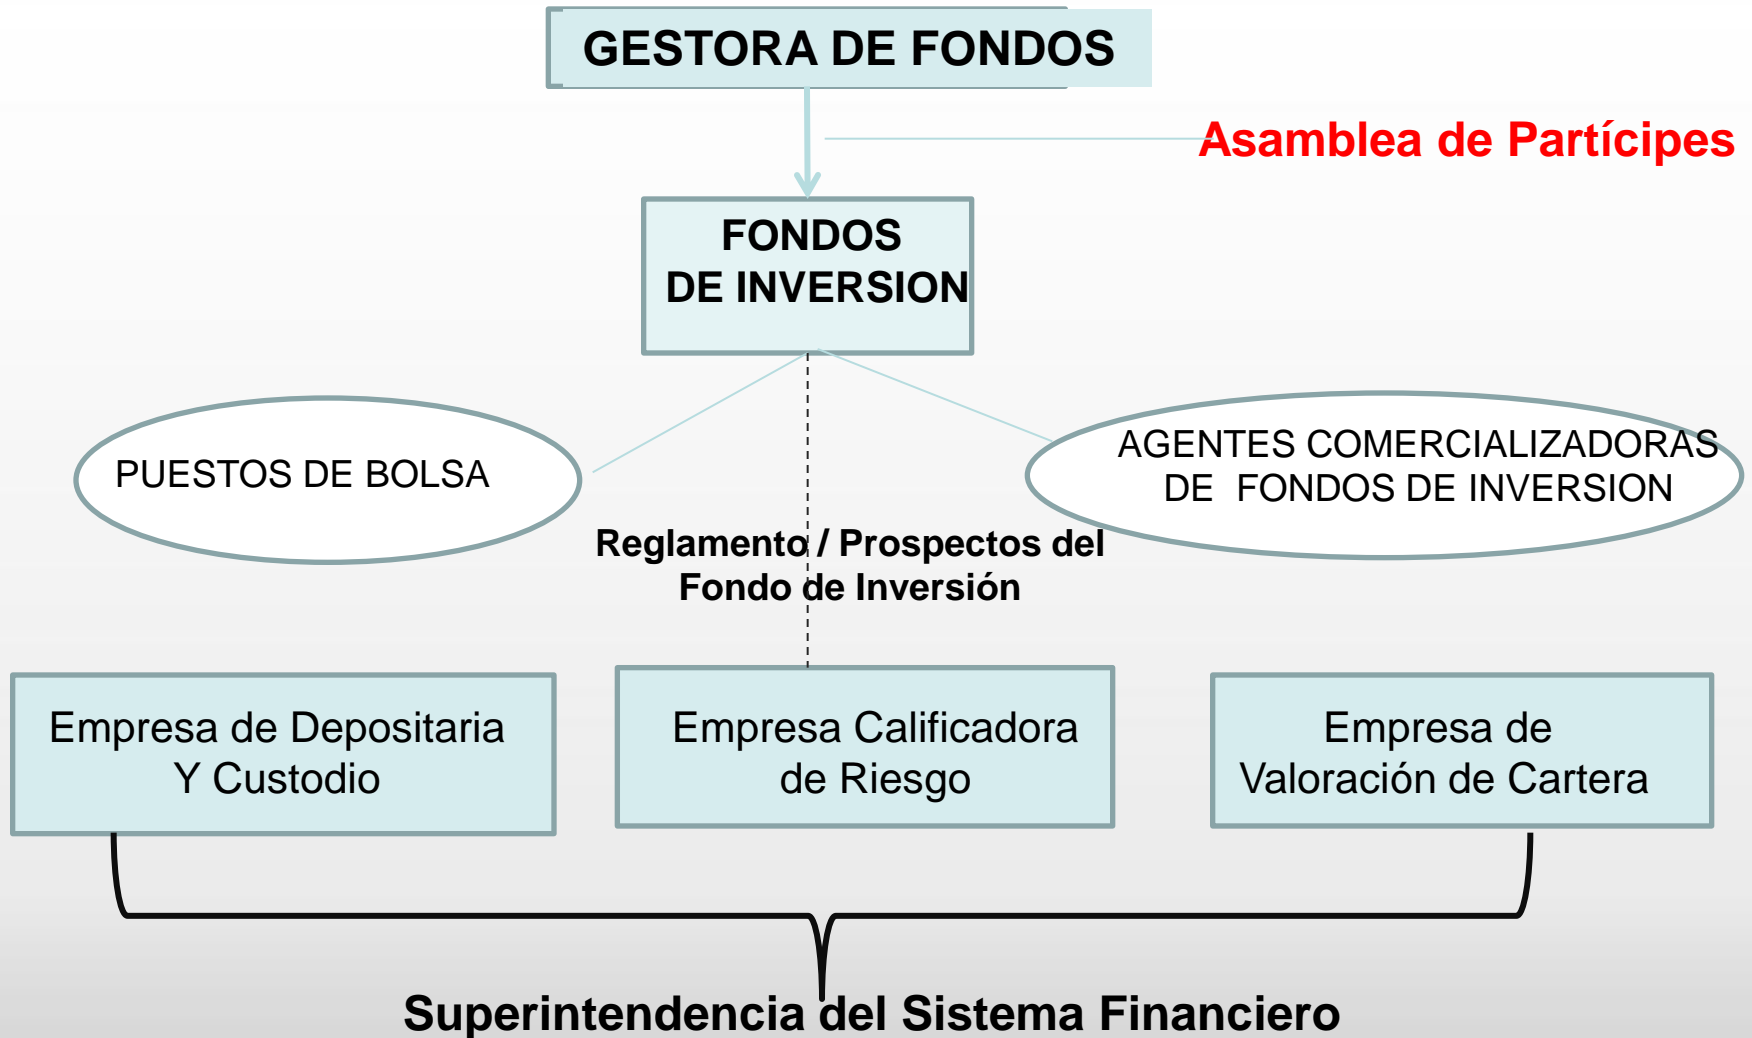 GESTORA DE FONDOS
Asamblea de Partícipes
FONDOS
DE INVERSION
PUESTOS DE BOLSA
AGENTES COMERCIALIZADORAS
DE FONDOS DE INVERSION
Reglamento / Prospectos del
Fondo de Inversión
Empresa de Depositaria
Y Custodio
Empresa Calificadora
de Riesgo
Empresa de
Valoración de Cartera
Superintendencia del Sistema Financiero